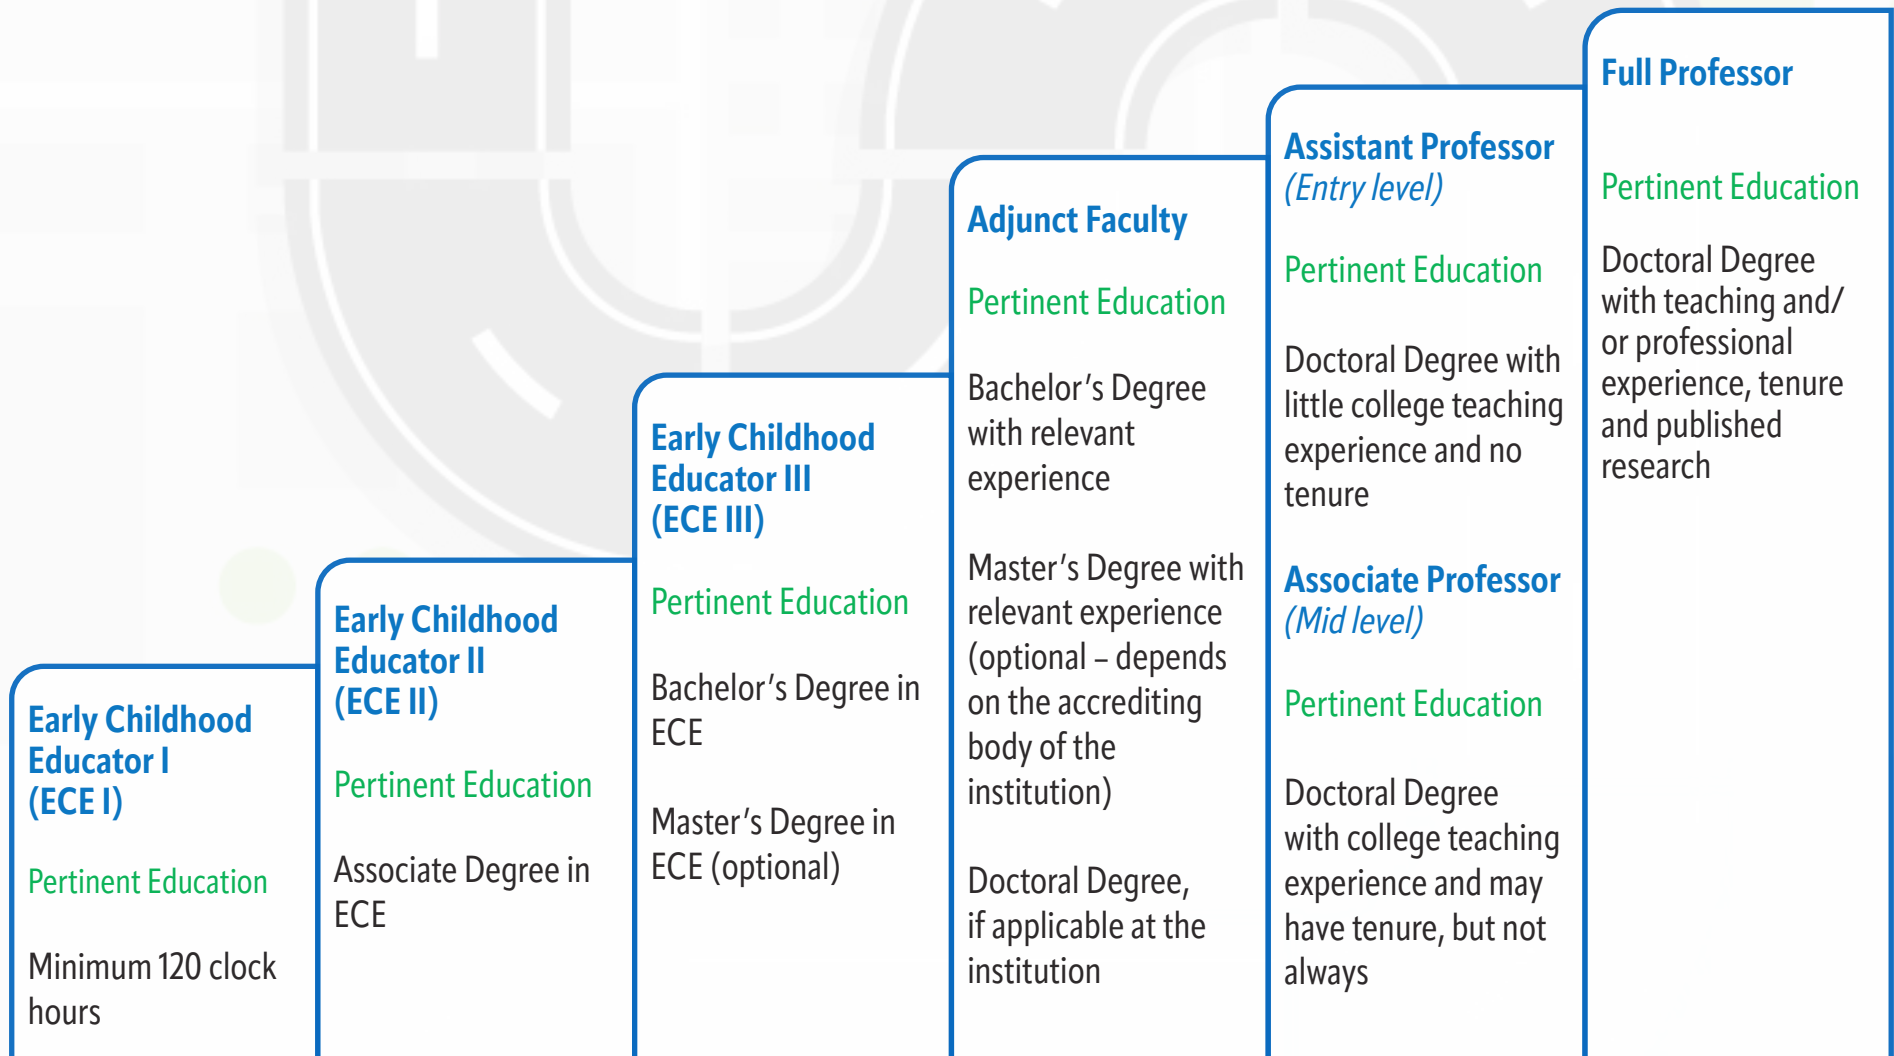 Early Childhood
Educator I
(ECE I)
Pertinent Education
Minimum 120 clock
hours
Early Childhood
Educator II
(ECE II)
Pertinent Education
Associate Degree in
ECE
Early Childhood
Educator III
(ECE III)
Pertinent Education
Bachelor’s Degree in
ECE
Master’s Degree in
ECE (optional)
Adjunct Faculty
Pertinent Education
Bachelor’s Degree
with relevant
experience
Master’s Degree with
relevant experience
(optional – depends
on the accrediting
body of the
institution)
Doctoral Degree,
if applicable at the
institution
Assistant Professor
(Entry level)
Pertinent Education
Doctoral Degree with
little college teaching
experience and no
tenure
Associate Professor
(Mid level)
Pertinent Education
Doctoral Degree
with college teaching
experience and may
have tenure, but not
always
Full Professor
Pertinent Education
Doctoral Degree
with teaching and/
or professional
experience, tenure
and published
research